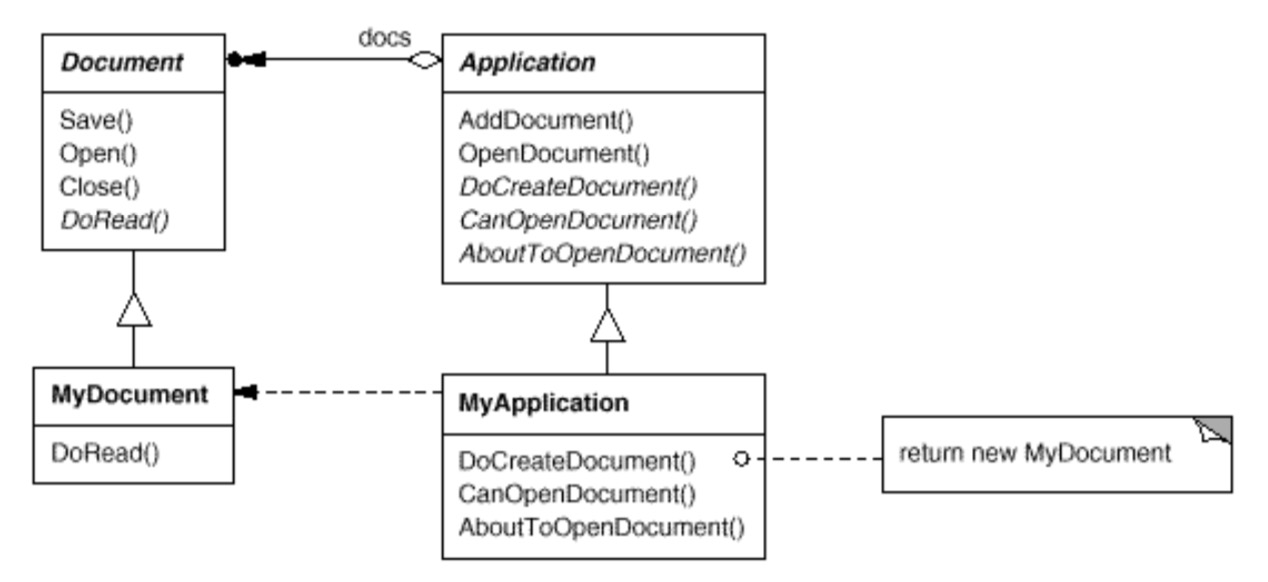 docs
Document
Save()
Open()
Close()
DoRead()
Application
AddDocument()
OpenDocument()
DoCreateDocument()
CanOpenDocument()
AboutToOpenDocument()
MyDocument
DoRead()
MyApplication
DoCreateDocument()
CanOpenDocument()
AboutToOpenDocument()
return new MyDocument